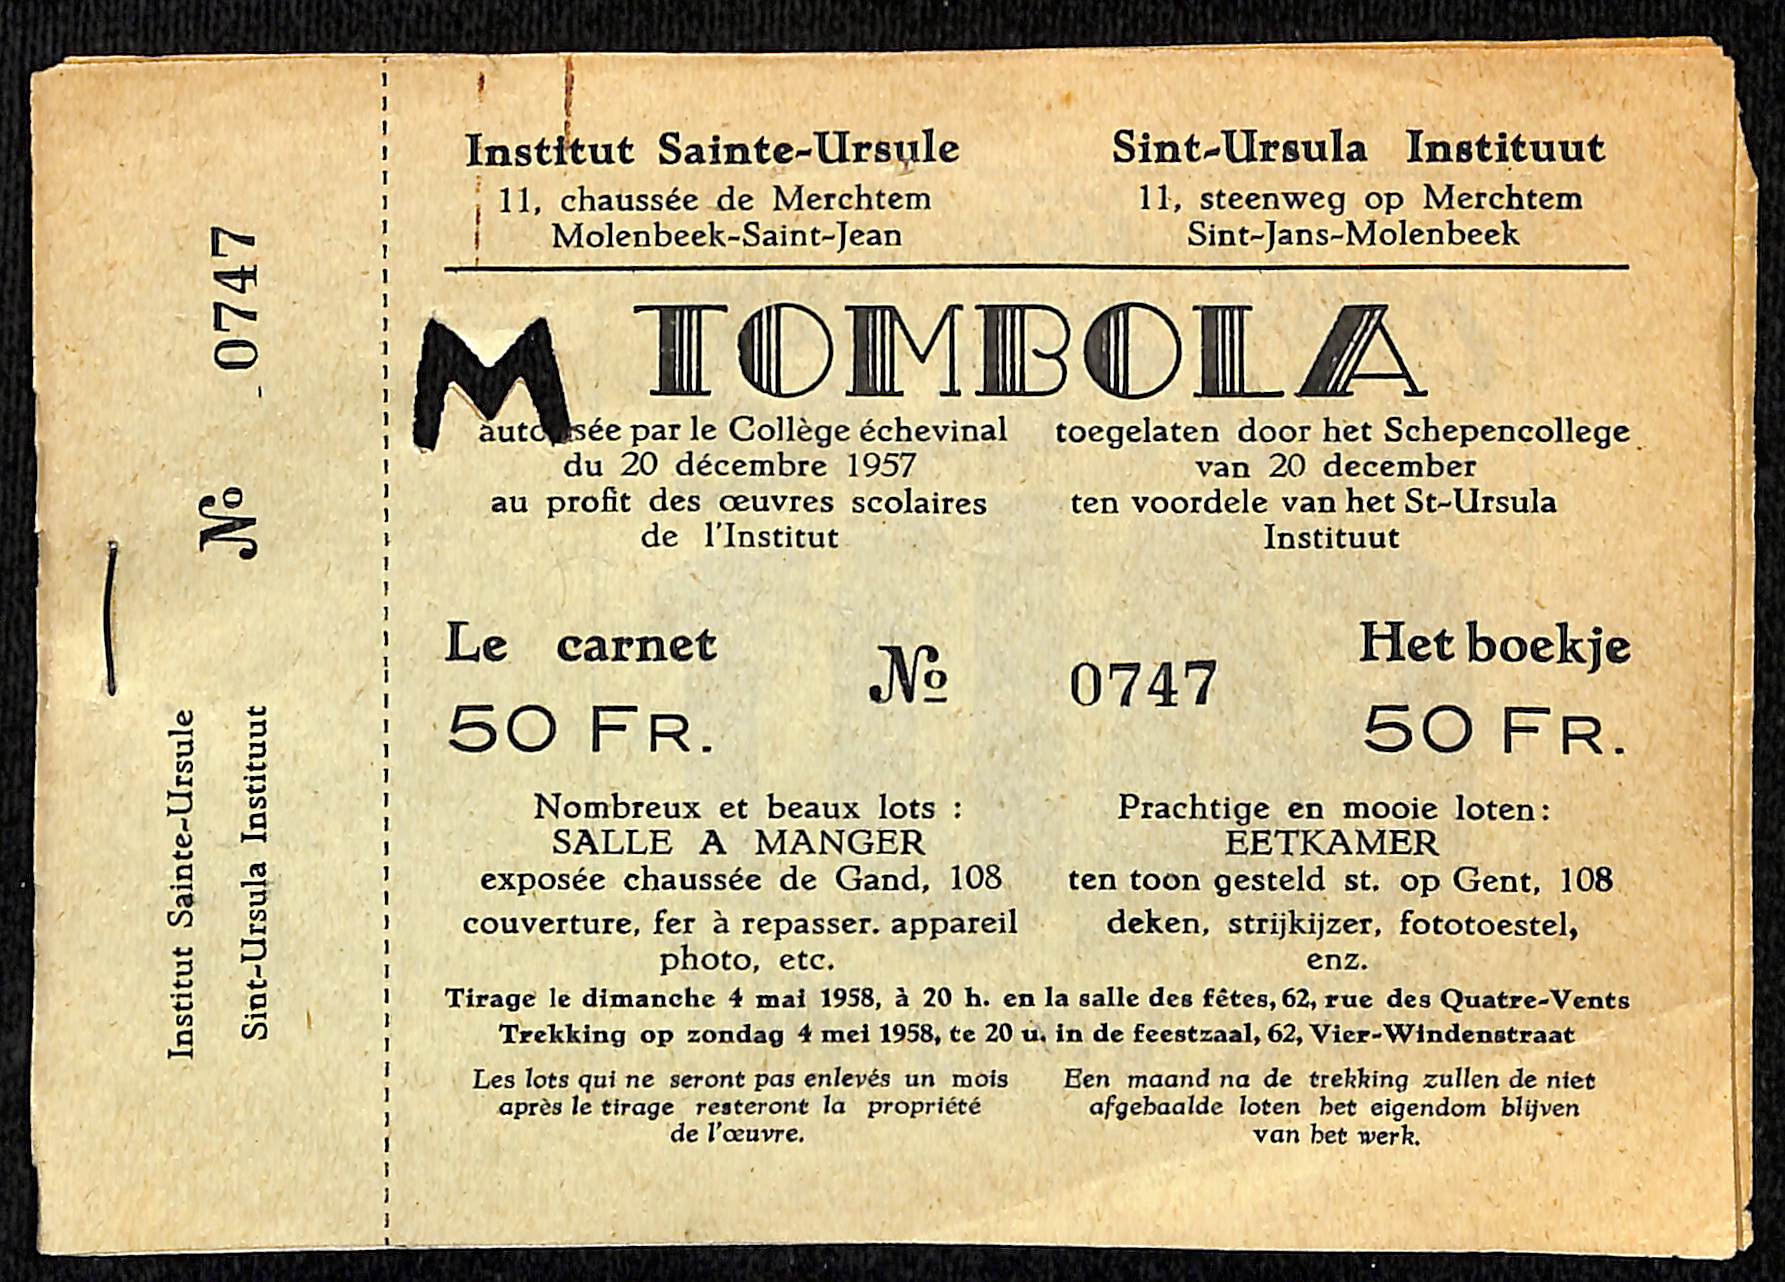 Institut Sainte-Ursule
11, chaussée de Merchtem
Molenbeek-Saint-Jean
Sint-Ursula Instituut
11, steenweg op Merchtem
Sint-Jans-Molenbeek
M
TOMBOLA
sée par le Collège échevinal
du 20 décembre 1957
au profit des œuvres scolaires
de l'Institut
toegelaten door het Schepencollege
van 20 december
ten voordele van het St-Ursula
Instituut
Le carnet
50 FR.
No 0747
Het boekje
50 FR.
Nombreux et beaux lots :
SALLE A MANGER
exposée chaussée de Gand, 108
couverture, fer à repasser. appareil
photo, etc.
Prachtige en mooie loten:
EETKAMER
ten toon gesteld st. op Gent, 108
deken, strijkijzer, fototoestel,
enz.
Tirage le dimanche 4 mai 1958, à 20 h. en la salle des fêtes, 62, rue des Quatre-Vents
Trekking op zondag 4 mei 1958, te 20 u. in de feestzaal, 62, Vier-Windenstraat
Les lots qui ne seront pas enlevés un mois
après le tirage resteront la propriété
de l'œuvre.
Een maand na de trekking zullen de niet
afgehaalde loten het eigendom blijven
van het werk.
No 0747
Institut Sainte-Ursule
Sint-Ursula Instituut